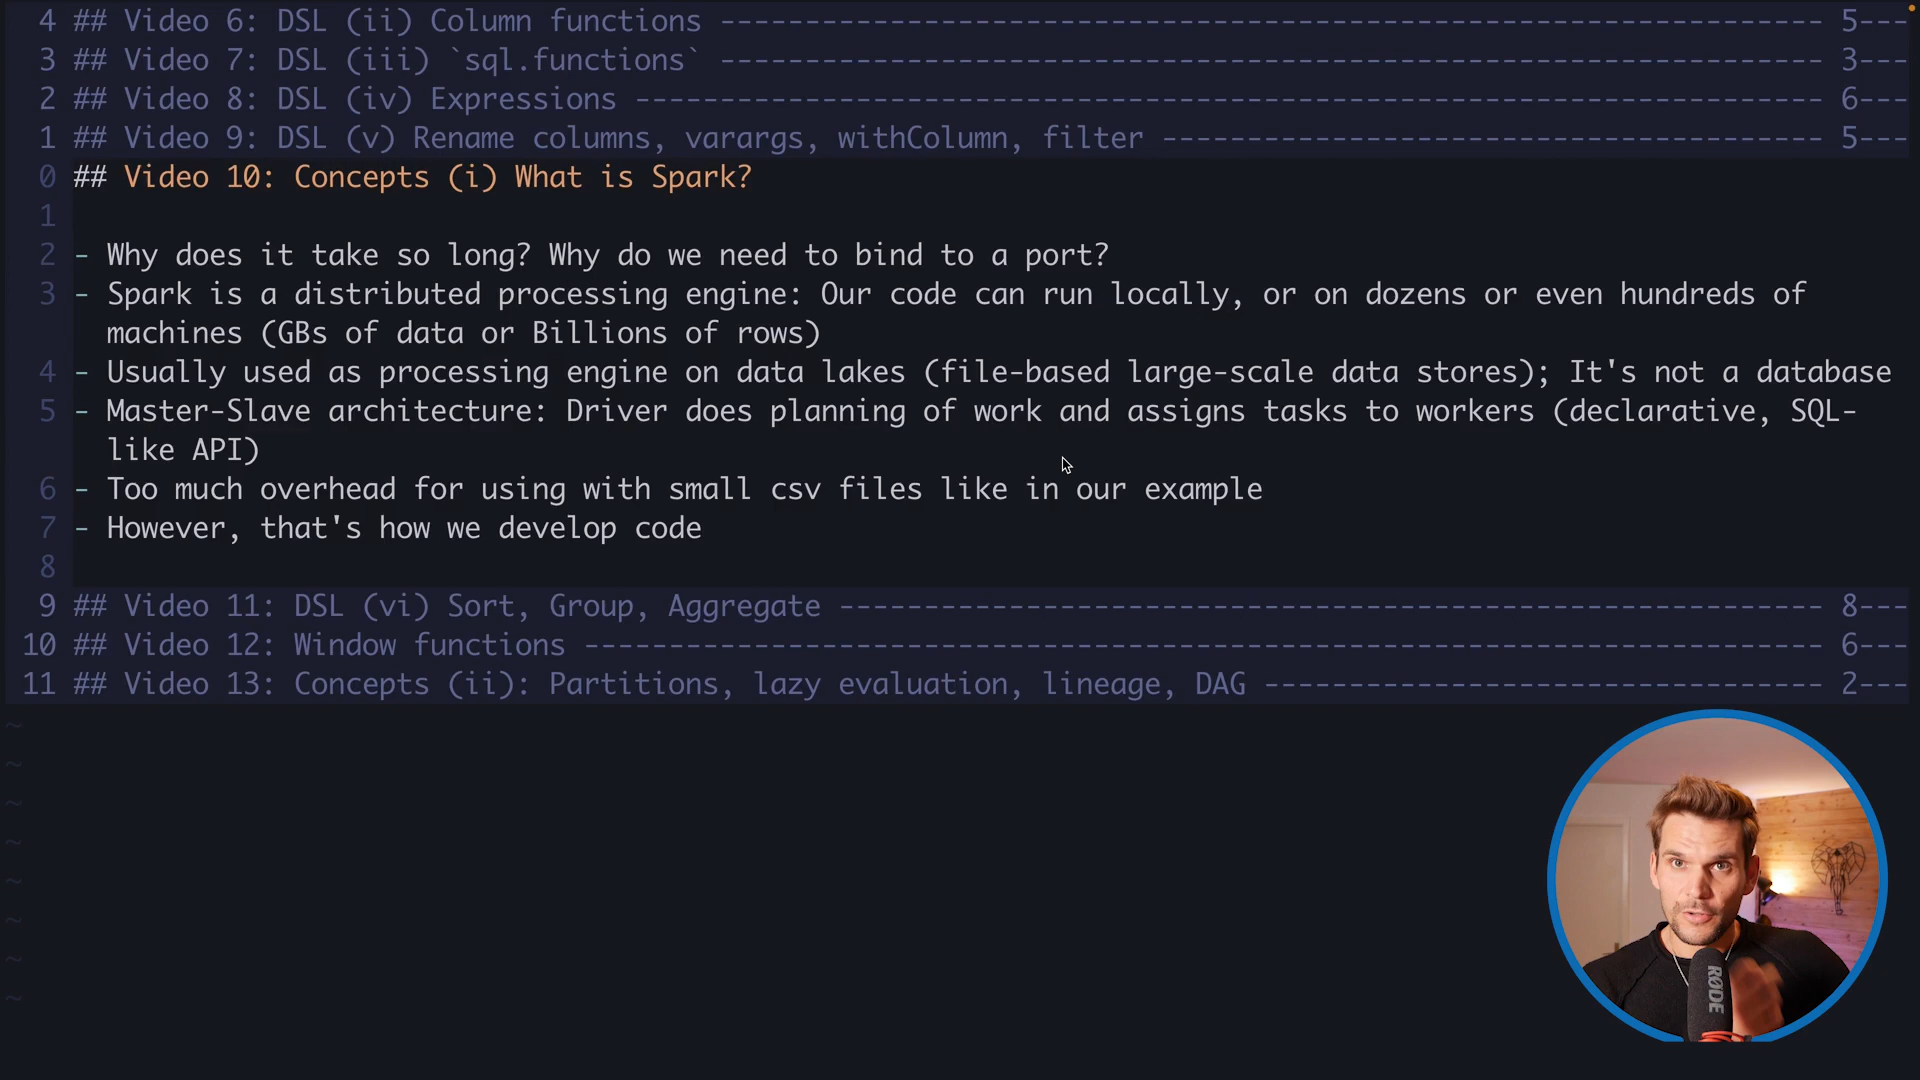 4 ## Video 6: DSL (ii) Column functions ----------------------------------------------------------------- 5---
3 ## Video 7: DSL (iii) `sql.functions` ----------------------------------------------------------------- 3---
2 ## Video 8: DSL (iv) Expressions ---------------------------------------------------------------------- 6---
1 ## Video 9: DSL (v) Rename columns, varargs, withColumn, filter --------------------------------------- 5---
0 ## Video 10: Concepts (i) What is Spark?
1
2 - Why does it take so long? Why do we need to bind to a port?
3 - Spark is a distributed processing engine: Our code can run locally, or on dozens or even hundreds of
machines (GBs of data or Billions of rows)
4 - Usually used as processing engine on data lakes (file-based large-scale data stores); It's not a database
5 - Master-Slave architecture: Driver does planning of work and assigns tasks to workers (declarative, SQL-
like API)
6 - Too much overhead for using with small csv files like in our example
7 - However, that's how we develop code
8
9 ## Video 11: DSL (vi) Sort, Group, Aggregate ---------------------------------------------------------- 8---
10 ## Video 12: Window functions ------------------------------------------------------------------------- 6---
11 ## Video 13: Concepts (ii): Partitions, lazy evaluation, lineage, DAG --------------------------------- 2---
~
~
~
~
~
~
~
~
RØDE